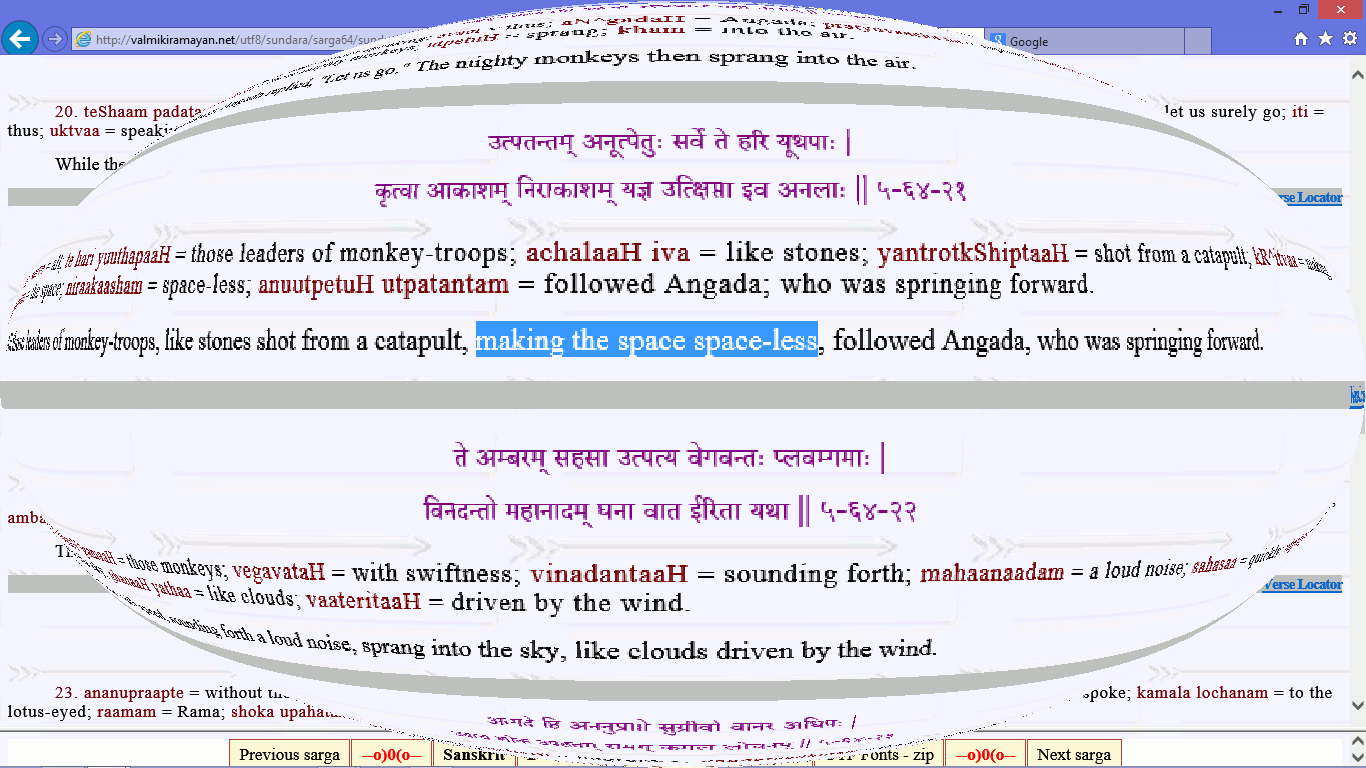 http://valmikiramayan.net/utf8/sundara/sarga64/sund
Google
thus; aN^gadaH = Angada;
utpetuH = sprang; kham = into the air.
replied, "Let us go." The mighty monkeys then sprang into the air.
20. teShaam padata
let us surely go; iti =
thus; uktvaa = speaki
While the
उत्पतन्तम् अनूत्पेतुः सर्वे ते हरि यूथपाः |
कृत्वा आकाशम् निराकाशम् यज्ञ उत्क्षिप्ता इव अनलाः || ५-६४-२१
erse Locator
te hari yuuthapaaH = those leaders of monkey-troops; achalaaH iva = like stones; yantrotkShiptaaH = shot from a catapult; kR^itvaa = making
the space; niraakaasham = space-less; anuutpetuH utpatantam = followed Angada; who was springing forward.
leaders of monkey-troops, like stones shot from a catapult, making the space space-less, followed Angada, who was springing forward.
ते अम्बरम् सहसा उत्पत्य वेगवन्तः प्लवम्गमाः |
विनदन्तो महानादम् घना वात ईरिता यथा || ५-६४-२२
amba
= those monkeys; vegavataH = with swiftness; vinadantaaH = sounding forth; mahaanaadam = a loud noise; sahasaa = quickly
yathaa = like clouds; vaateritaaH = driven by the wind.
Verse Locator
sounding forth a loud noise, sprang into the sky, like clouds driven by the wind.
23. ananupraapte = without
spoke; kamala lochanam = to the
lotus-eyed; raamam = Rama; shoka upahata
हि अननुप्राप्ते सुग्रीवो वानर अधिपः |
Previous sarga
--o)0(o--
Sanskrit
Fonts - zip
--o)0(o--
Next sarga